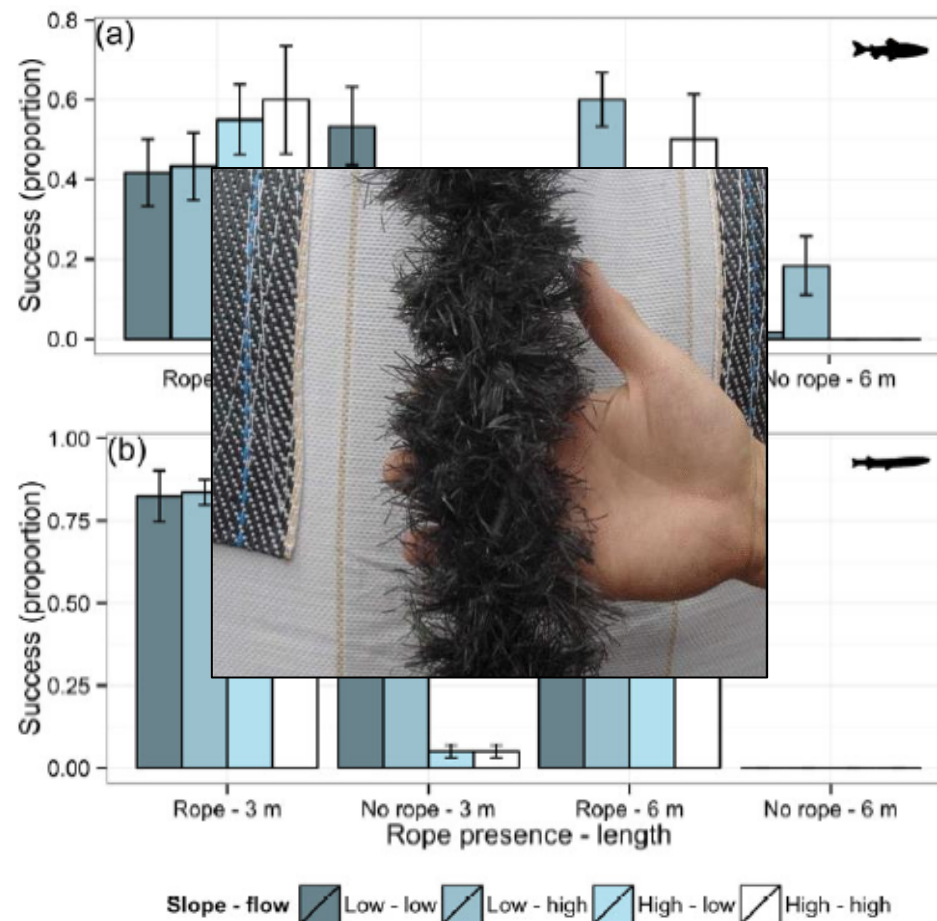 (a)
Success (proportion)
0.8
0.6
0.4
0.2
0.0
Rope
No rope - 6 m
(b)
Success (proportion)
1.00
0.75
0.50
0.25
0.00
Rope - 3 m
No rope - 3 m
Rope - 6 m
No rope - 6 m
Rope presence - length
Slope - flow Low - low Low - high High - low High - high